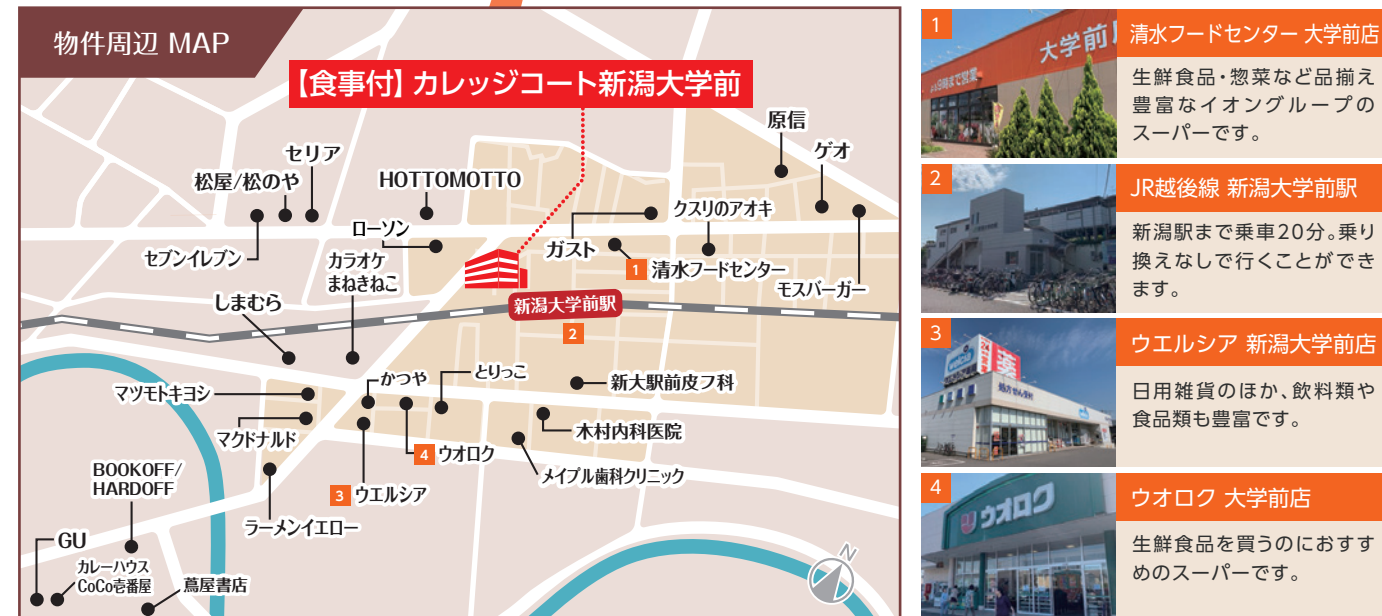 物件周辺 MAP
【食事付】カレッジコート新潟大学前
原信
ゲオ
セリア
松屋/松のや
HOTTOMOTTO
クスリのアオキ
ローソン
ガスト
セブンイレブン
カラオケ
まねきねこ
1 清水フードセンター
モスバーガー
しまむら
新潟大学前駅
2
かつや
とりっこ
新大駅前皮フ科
マツモトキヨシ
マクドナルド
木村内科医院
4 ウオロク
メイプル歯科クリニック
BOOKOFF/
HARDOFF
3 ウエルシア
ラーメンイエロー
GU
カレーハウス
CoCo壱番屋
蔦屋書店
N
1
大学前
清水フードセンター 大学前店
生鮮食品・惣菜など品揃え
豊富なイオングループの
スーパーです。
2
JR越後線 新潟大学前駅
新潟駅まで乗車20分。乗り
換えなしで行くことができ
ます。
3
ウエルシア 新潟大学前店
日用雑貨のほか、飲料類や
食品類も豊富です。
4
ウオロク
ウオロク 大学前店
生鮮食品を買うのにおすす
めのスーパーです。